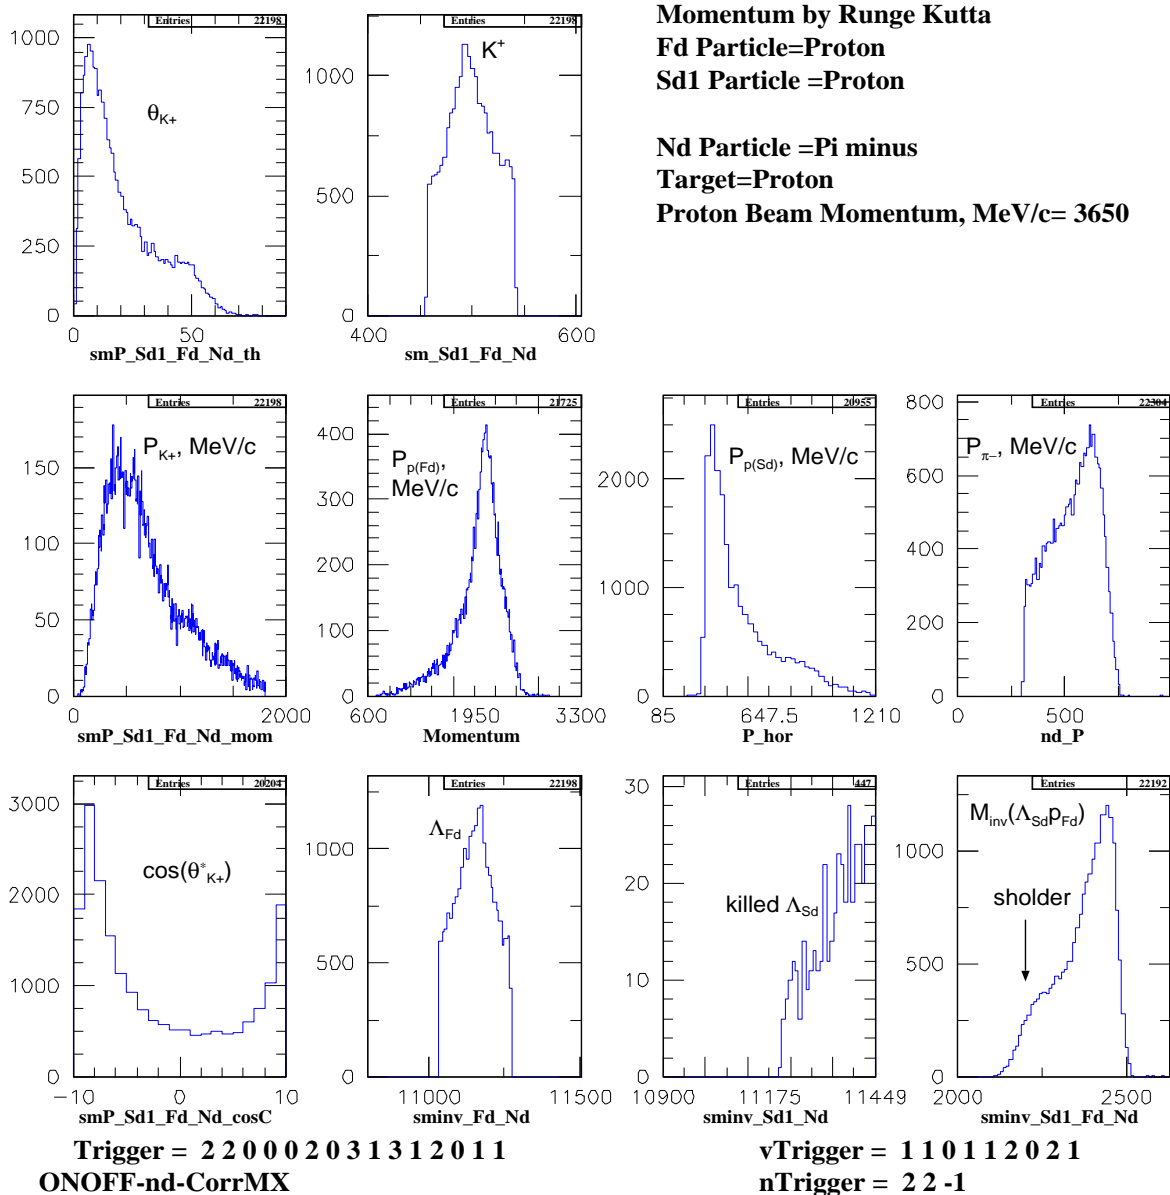 Entries 22198
1000
750
500
250
0
0
50
θK+
smP_Sd1_Fd_Nd_th
Entries 22198
1000
500
0
400
600
K+
sm_Sd1_Fd_Nd
Momentum by Runge Kutta
Fd Particle=Proton
Sd1 Particle =Proton
Nd Particle =Pi minus
Target=Proton
Proton Beam Momentum, MeV/c= 3650
Entries 22198
150
100
50
0
0
2000
PK+, MeV/c
smP_Sd1_Fd_Nd_mom
Entries 21725
400
300
200
100
0
600
1950
3300
Pp(Fd),
MeV/c
Momentum
Entries 20955
2000
1000
0
85
647.5
1210
Pp(Sd), MeV/c
P_hor
Entries 22304
800
600
400
200
0
0
500
Pπ−, MeV/c
nd_P
Entries 20204
3000
2000
1000
0
−10
0
10
cos(θ*K+)
smP_Sd1_Fd_Nd_cosC
Entries 22198
1000
500
0
11000
11500
ΛFd
sminv_Fd_Nd
Entries 447
30
20
10
0
10900
11175
11449
killed ΛSd
sminv_Sd1_Nd
Entries 22192
1000
500
0
2000
2500
Minv(ΛSdpFd)
sholder
sminv_Sd1_Fd_Nd
Trigger = 2 2 0 0 0 2 0 3 1 3 1 2 0 1 1
vTrigger = 1 1 0 1 1 2 0 2 1
ONOFF-nd-CorrMX
nTrigger = 2 2 -1